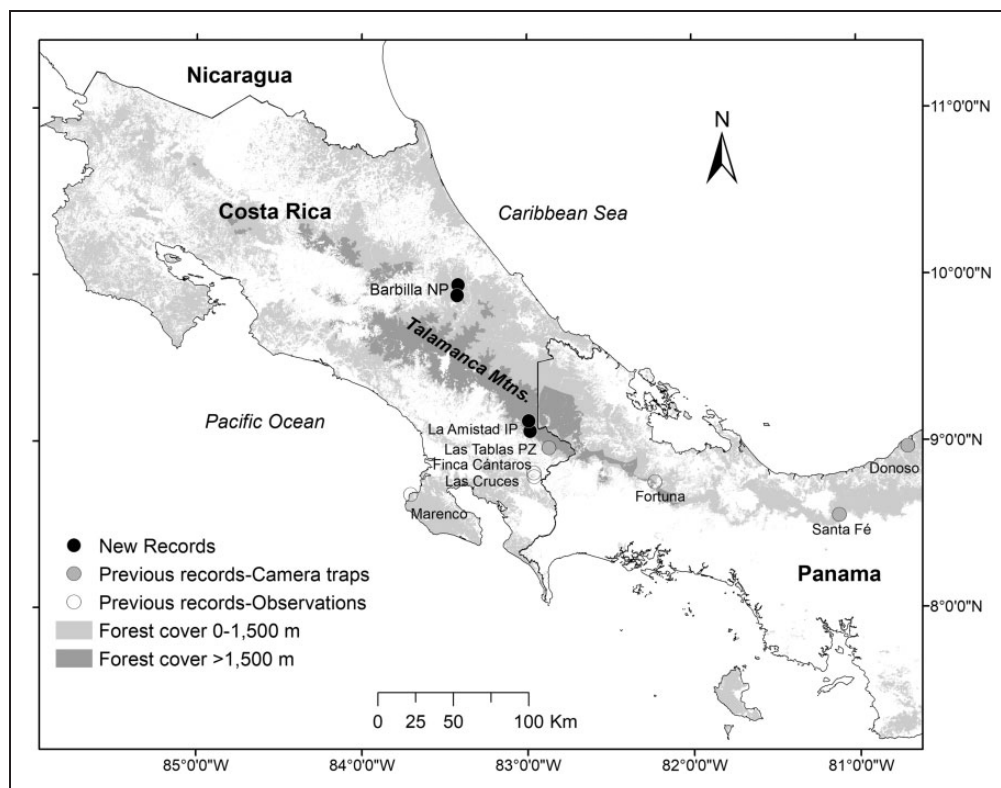 Nicaragua
11°0'0"N
N
Costa Rica
Caribbean Sea
10°0'0"N
Barbilla NP
Talamanca Mtns.
Pacific Ocean
La Amistad IP
9°0'0"N
Las Tablas PZ
Donoso
Finca Cántaros
Las Cruces
Fortuna
Marenco
Santa Fé
New Records
Panama
Previous records-Camera traps
Previous records-Observations
8°0'0"N
Forest cover 0-1,500 m
Forest cover >1,500 m
0 25 50 100 Km
85°0'0"W 84°0'0"W 83°0'0"W 82°0'0"W 81°0'0"W